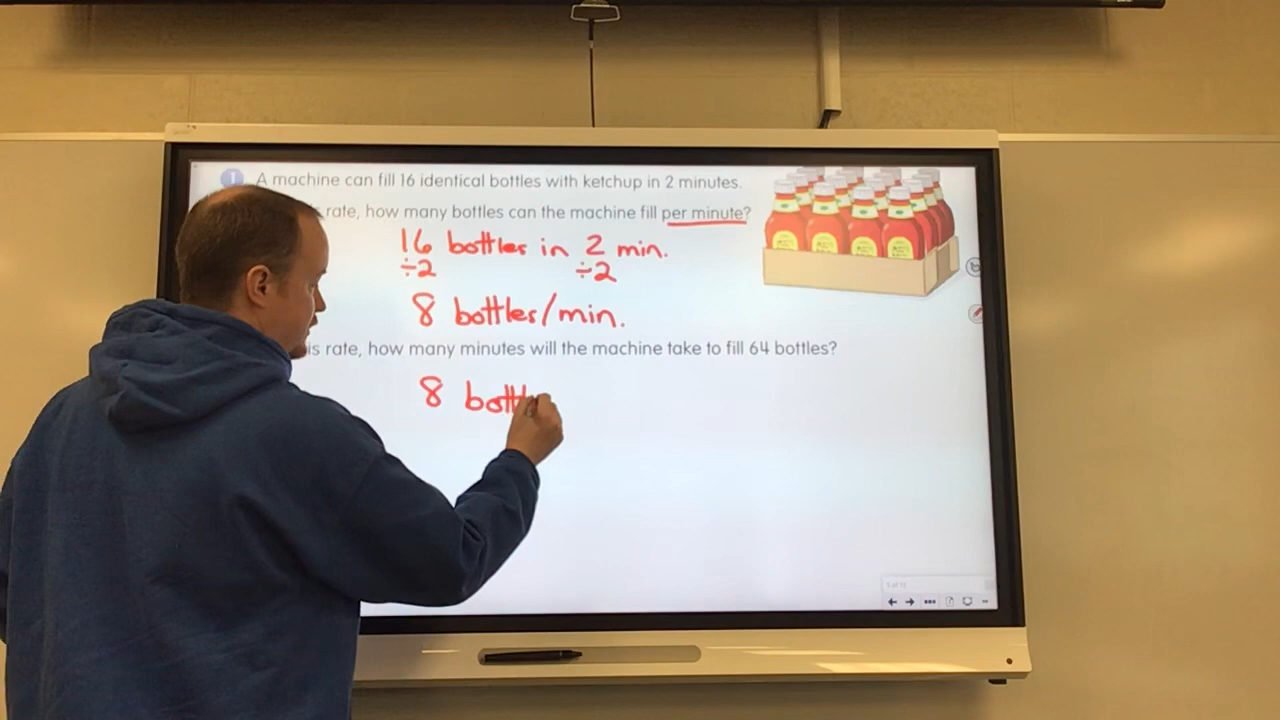 1 A machine can fill 16 identical bottles with ketchup in 2 minutes.
rate, how many bottles can the machine fill per minute?
16 bottles in 2 min.
÷2 ÷2
8 bottles/min.
is rate, how many minutes will the machine take to fill 64 bottles?
8 bottl